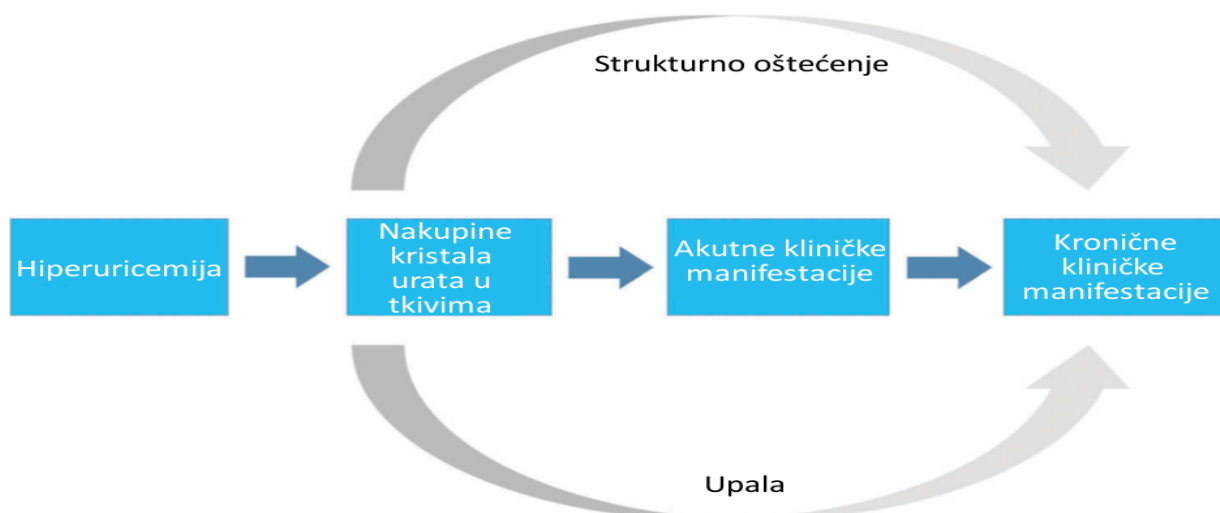 Strukturno oštećenje
Hiperuricemija
Nakupine
kristala
urata u
tkivima
Akutne kliničke
manifestacije
Kronične
kliničke
manifestacije
Upala